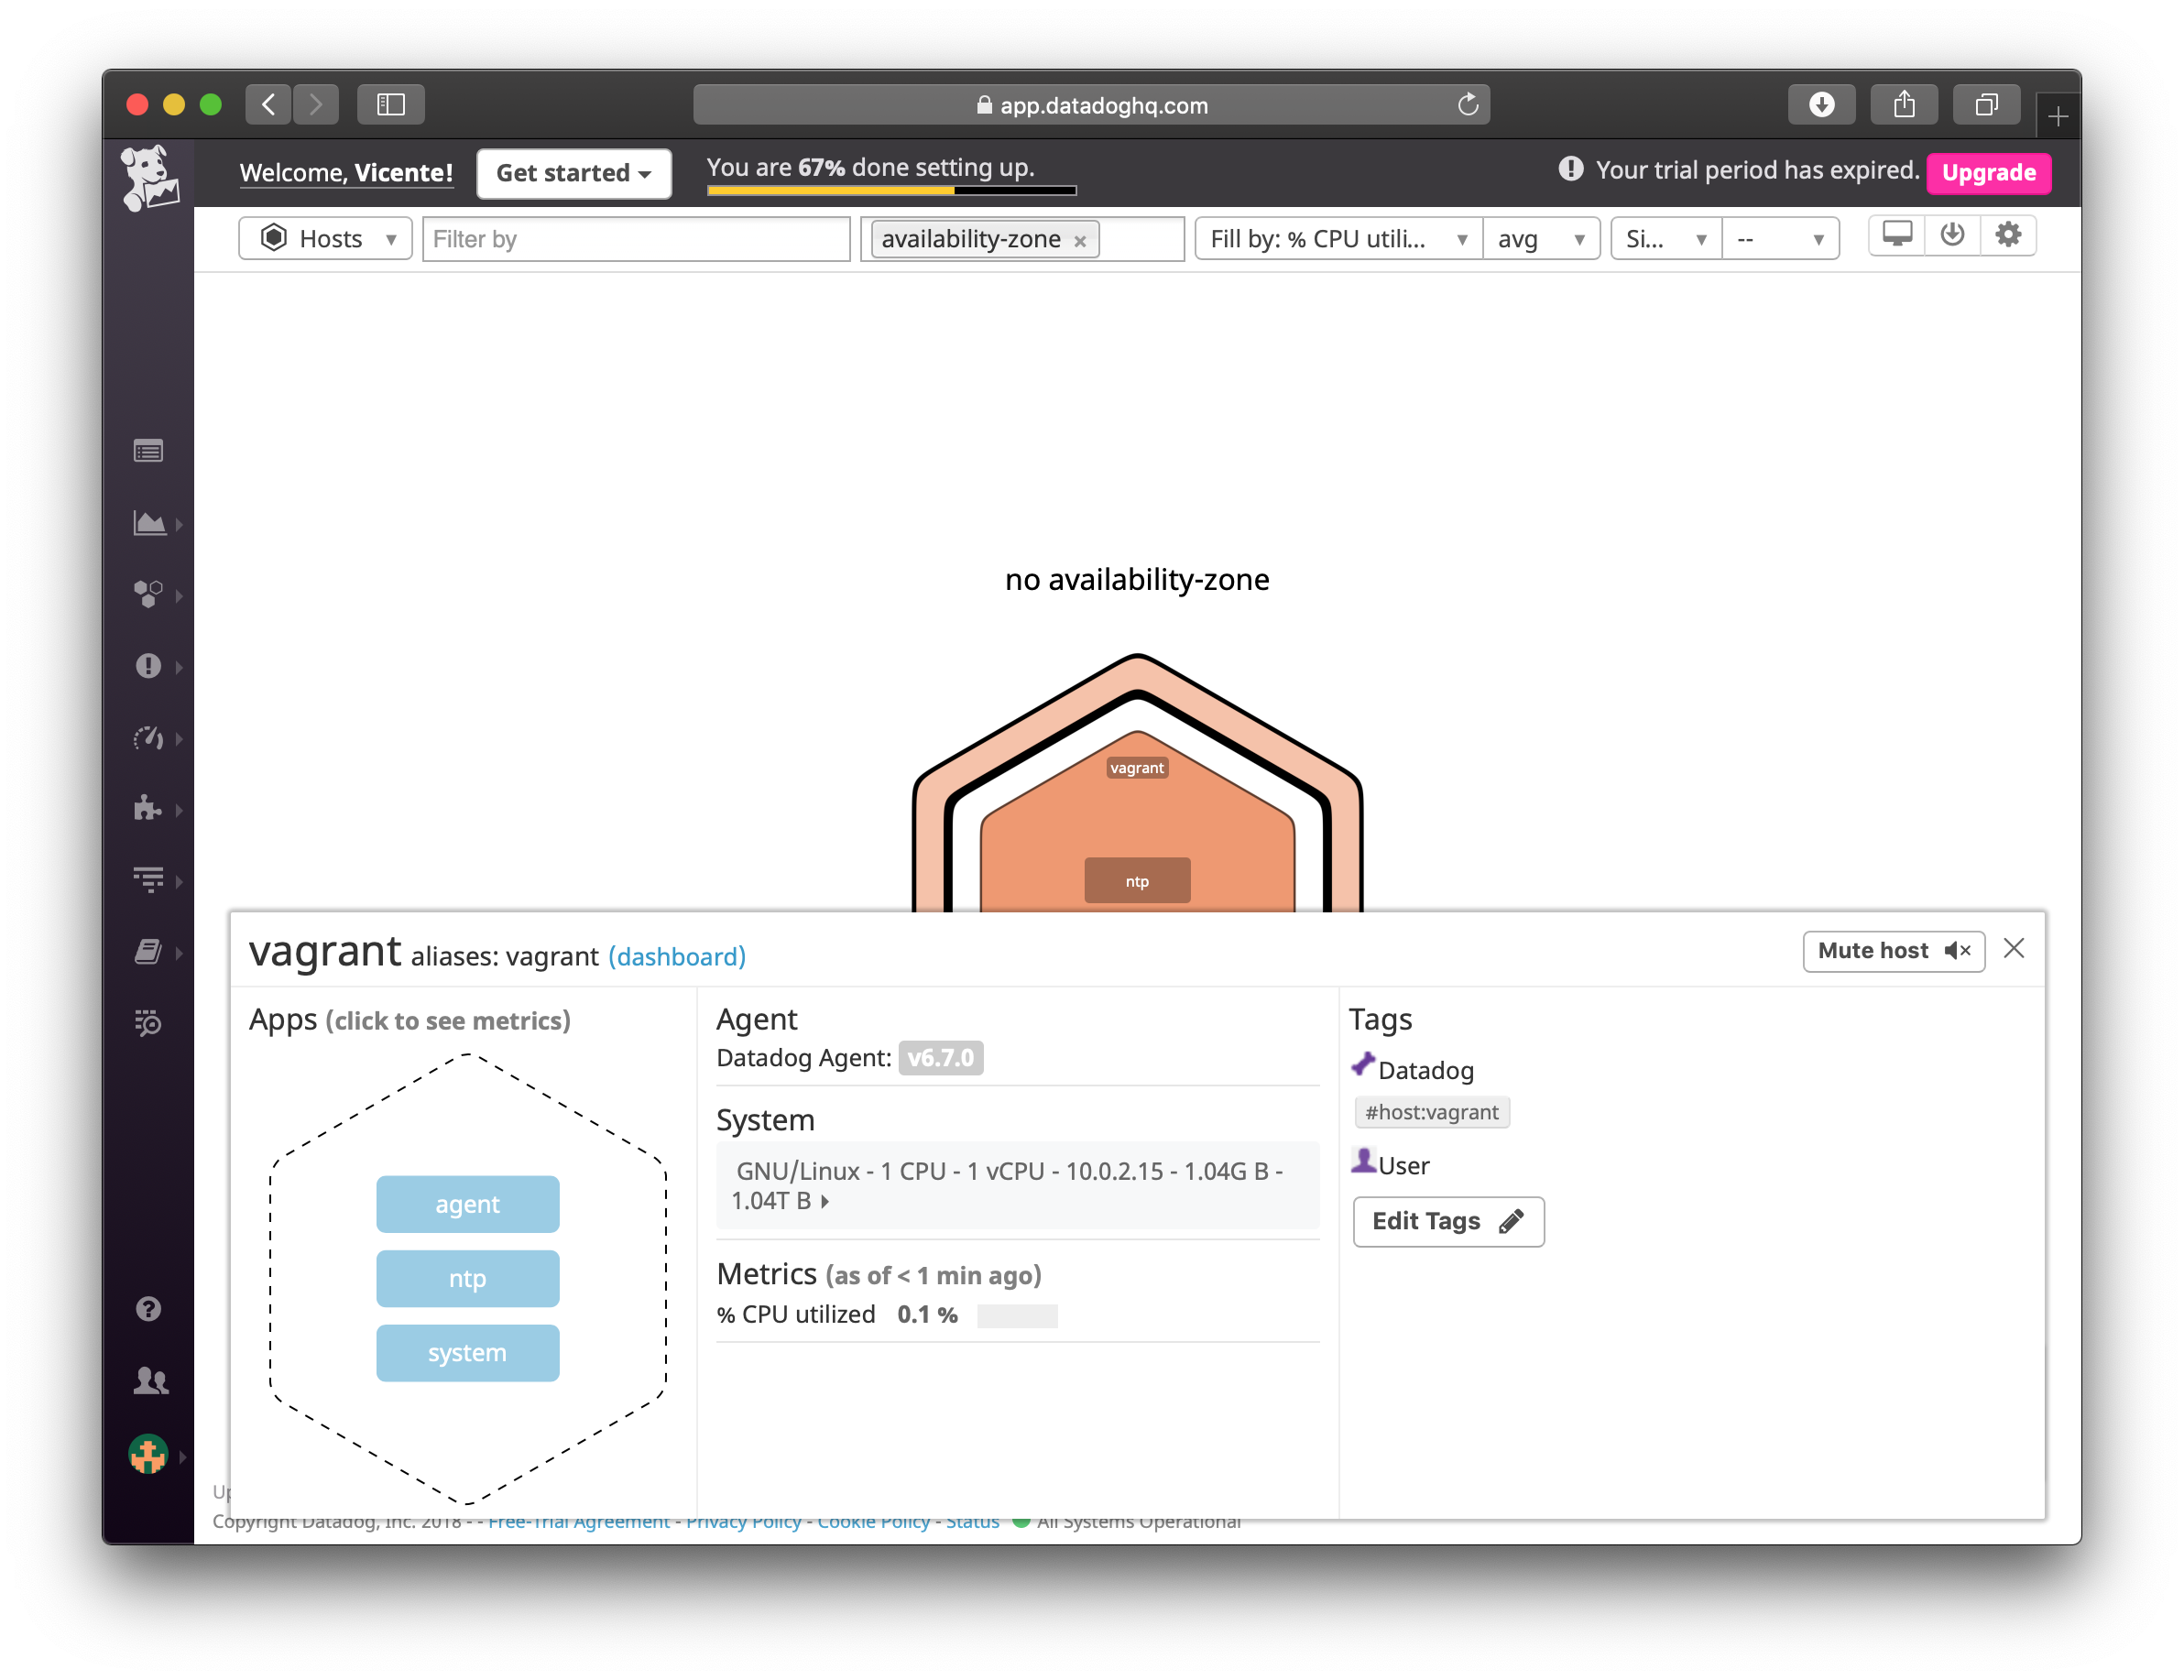 app.datadoghq.com
Welcome, Vicente!
Get started
You are 67% done setting up.
Your trial period has expired.
Upgrade
Hosts
Filter by
availability-zone ×
Fill by: % CPU utili...
avg
Si...
--
no availability-zone
vagrant
ntp
vagrant aliases: vagrant (dashboard)
Mute host
Apps (click to see metrics)
agent
ntp
system
Agent
Datadog Agent: v6.7.0
System
GNU/Linux - 1 CPU - 1 vCPU - 10.0.2.15 - 1.04G B -
1.04T B
Metrics (as of < 1 min ago)
% CPU utilized 0.1 %
Tags
Datadog
#host:vagrant
User
Edit Tags
Copyright Datadog, Inc. 2018 - - Free-Trial Agreement - Privacy Policy - Cookie Policy - Status All Systems Operational